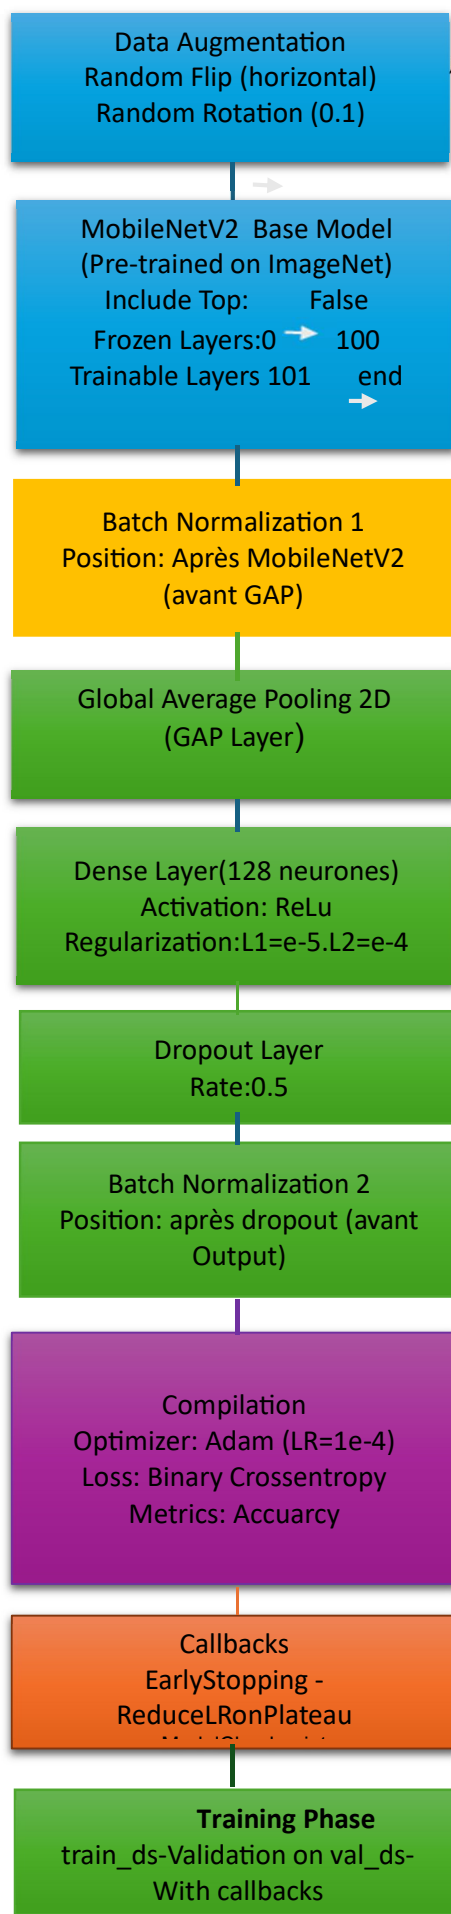 Data Augmentation
Random Flip (horizontal)
Random Rotation (0.1)
MobileNetV2 Base Model
(Pre-trained on ImageNet)
Include Top: False
Frozen Layers:0 → 100
Trainable Layers 101 → end
Batch Normalization 1
Position: Après MobileNetV2
(avant GAP)
Global Average Pooling 2D
(GAP Layer)
Dense Layer(128 neurones)
Activation: ReLu
Regularization:L1=e-5.L2=e-4
Dropout Layer
Rate:0.5
Batch Normalization 2
Position: après dropout (avant
Output)
Compilation
Optimizer: Adam (LR=1e-4)
Loss: Binary Crossentropy
Metrics: Accuarcy
Callbacks
EarlyStopping -
ReduceLRonPlateau
Training Phase
train_ds-Validation on val_ds-
With callbacks